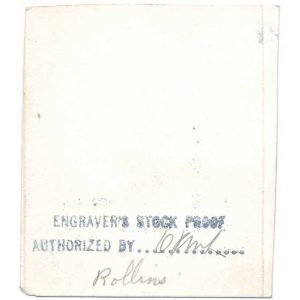 ENGRAVER'S STOCK PROOF
AUTHORIZED BY
Rollins